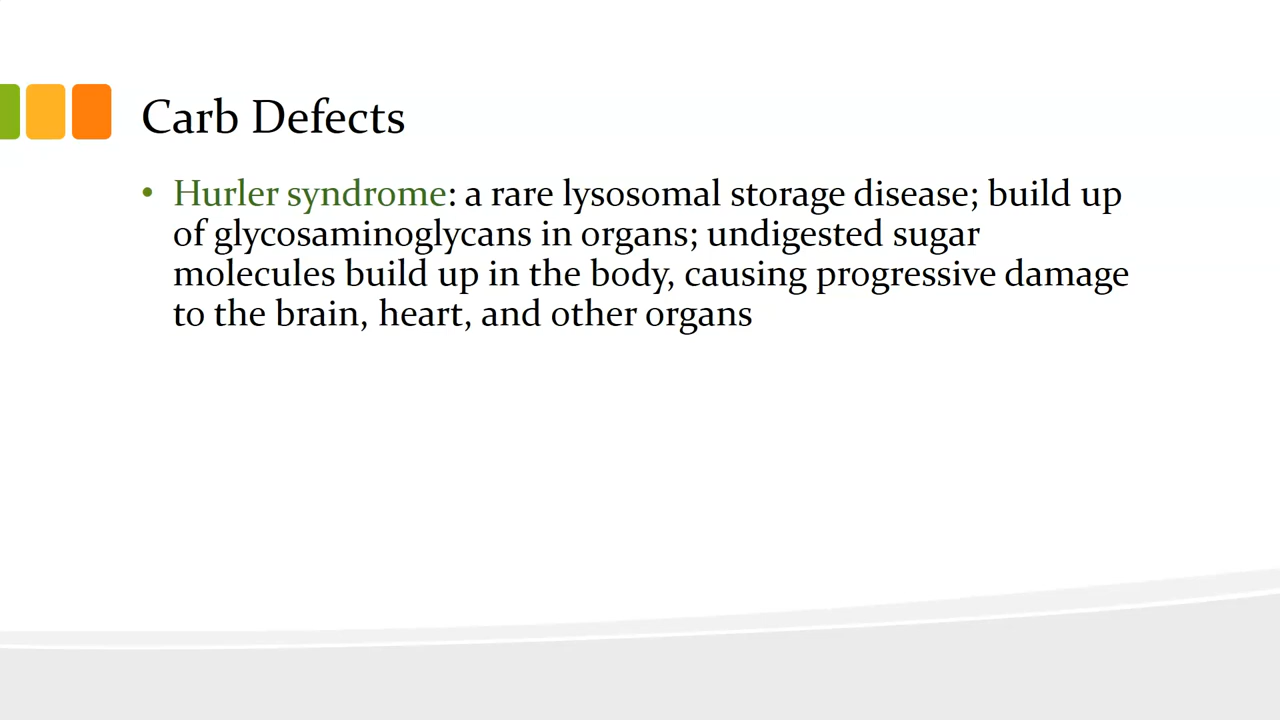 Carb Defects
• Hurler syndrome: a rare lysosomal storage disease; build up
of glycosaminoglycans in organs; undigested sugar
molecules build up in the body, causing progressive damage
to the brain, heart, and other organs